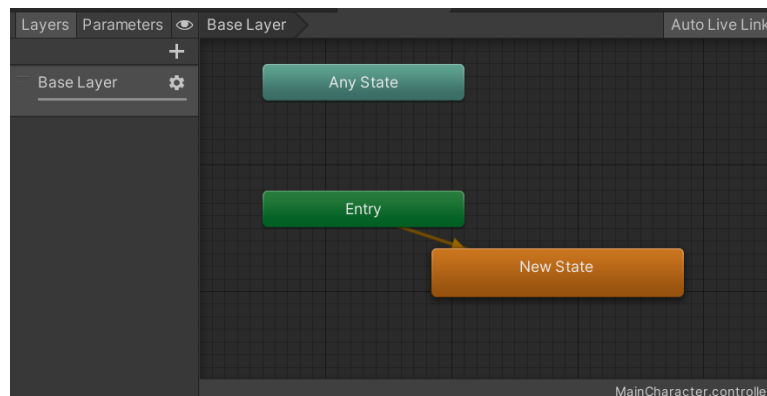 Layers Parameters Base Layer Auto Live Link
Base Layer
Any State
Entry
New State
MainCharacter.controlle